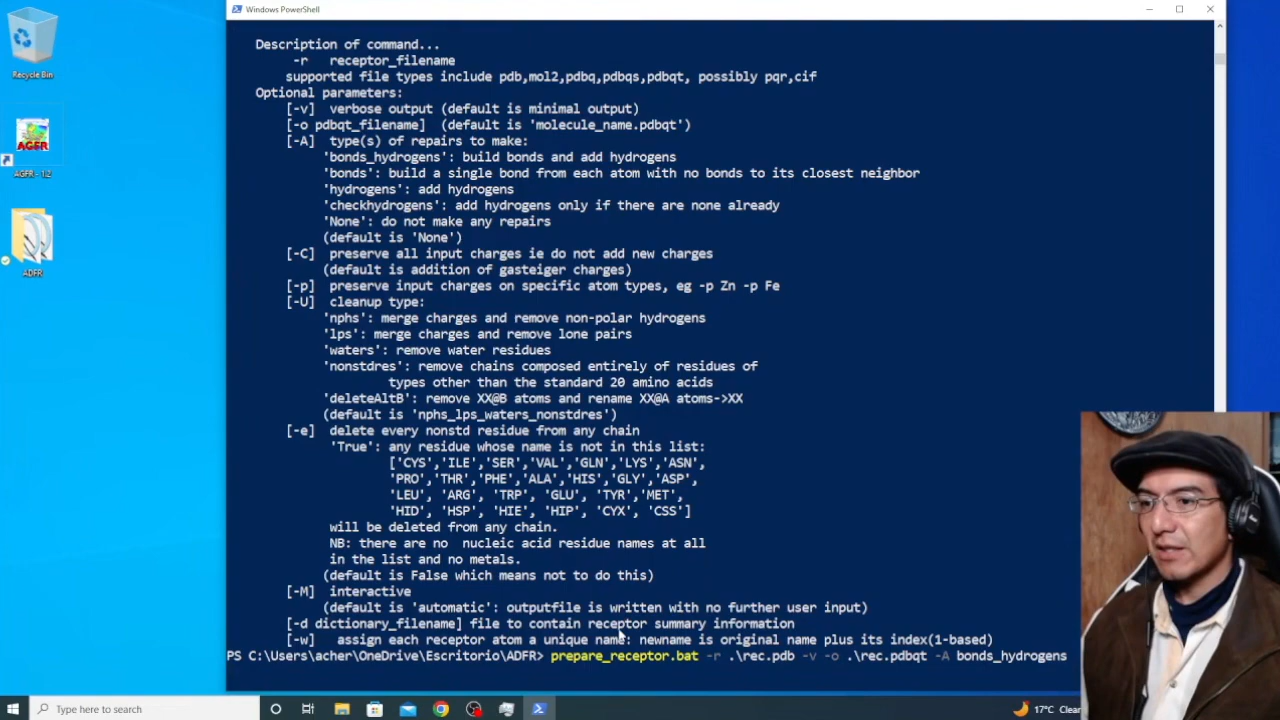 Windows PowerShell
Description of command...
-r   receptor_filename
supported file types include pdb,mol2,pdbq,pdbqs,pdbqt, possibly pqr,cif
Optional parameters:
[-v]  verbose output (default is minimal output)
[-o pdbqt_filename]  (default is 'molecule_name.pdbqt')
[-A]  type(s) of repairs to make:
'bonds_hydrogens': build bonds and add hydrogens
'bonds': build a single bond from each atom with no bonds to its closest neighbor
'hydrogens': add hydrogens
'checkhydrogens': add hydrogens only if there are none already
'None': do not make any repairs
(default is 'None')
[-C]  preserve all input charges ie do not add new charges
(default is addition of gasteiger charges)
[-p]  preserve input charges on specific atom types, eg -p Zn -p Fe
[-U]  cleanup type:
'nphs': merge charges and remove non-polar hydrogens
'lps': merge charges and remove lone pairs
'waters': remove water residues
'nonstdres': remove chains composed entirely of residues of
types other than the standard 20 amino acids
'deleteAltB': remove XX@B atoms and rename XX@A atoms->XX
(default is 'nphs_lps_waters_nonstdres')
[-e]  delete every nonstd residue from any chain
'True': any residue whose name is not in this list:
['CYS','ILE','SER','VAL','GLN','LYS','ASN',
'PRO','THR','PHE','ALA','HIS','GLY','ASP',
'LEU', 'ARG', 'TRP', 'GLU', 'TYR','MET',
'HID', 'HSP', 'HIE', 'HIP', 'CYX', 'CSS']
will be deleted from any chain.
NB: there are no  nucleic acid residue names at all
in the list and no metals.
(default is False which means not to do this)
[-M]  interactive
(default is 'automatic': outputfile is written with no further user input)
[-d dictionary_filename] file to contain receptor summary information
[-w]   assign each receptor atom a unique name: newname is original name plus its index(1-based)
PS C:\Users\acher\OneDrive\Escritorio\ADFR> prepare_receptor.bat -r .\rec.pdb -v -o .\rec.pdbqt -A bonds_hydrogens
Recycle Bin
AGFR
AGFR - 1.2
ADFR
Type here to search
17°C Clear